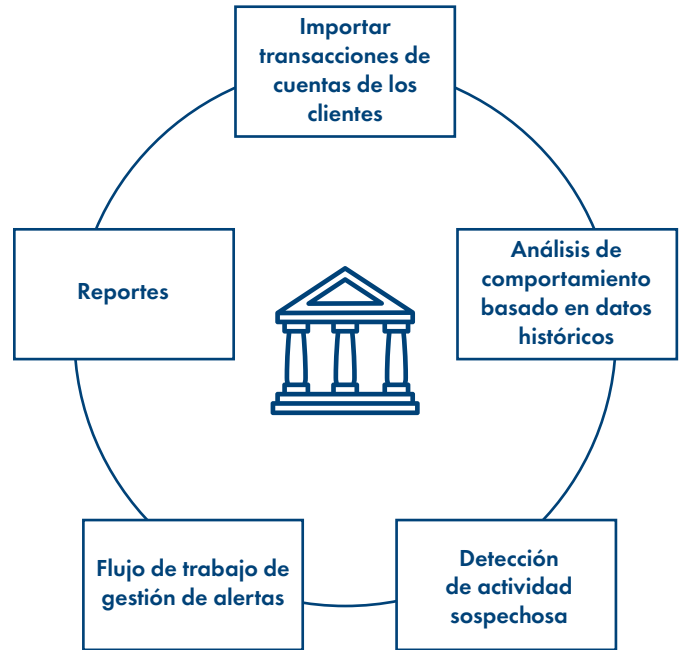 Importar
transacciones de
cuentas de los
clientes
Análisis de
comportamiento
basado en datos
históricos
Detección
de actividad
sospechosa
Flujo de trabajo de
gestión de alertas
Reportes